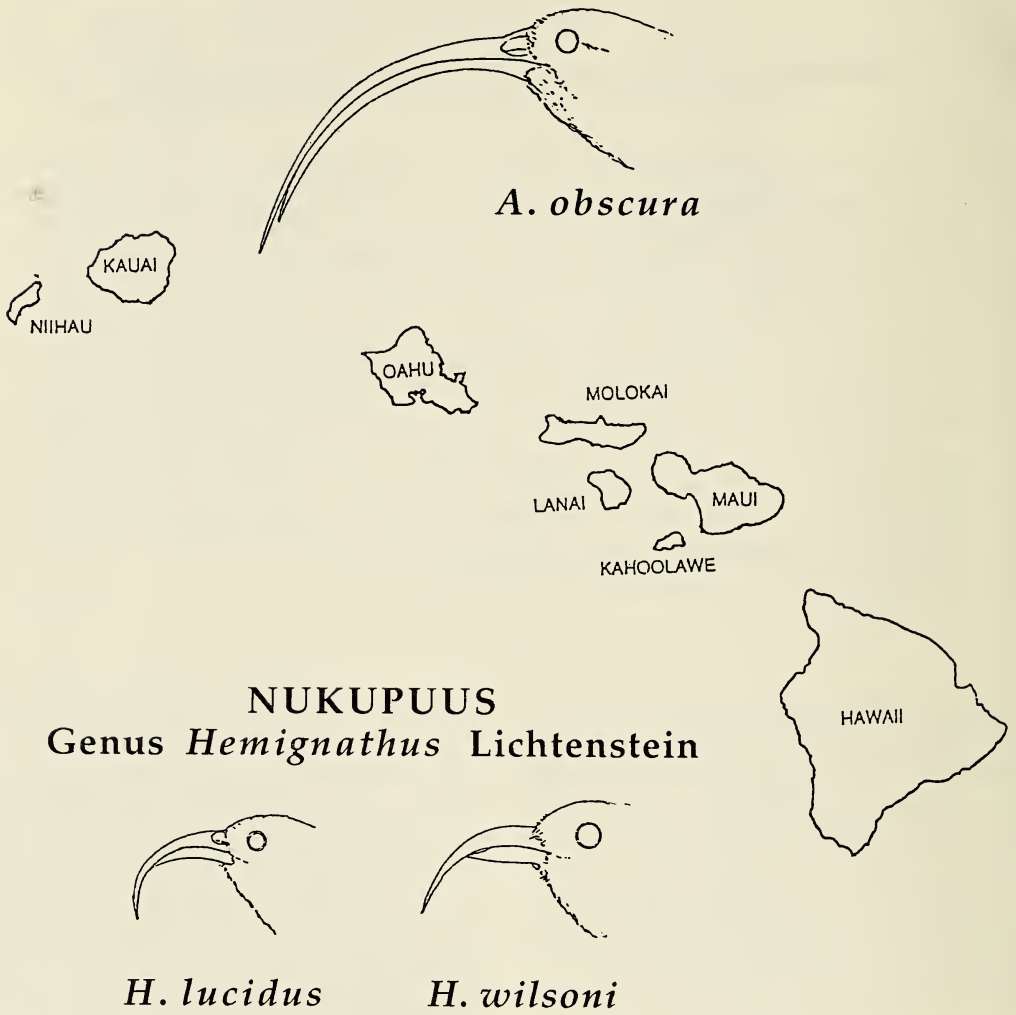 A. obscura
KAUAI
NIIHAU
OAHU
MOLOKAI
LANAI
MAUI
KAHOOLAWE
HAWAII
NUKUPUUS
Genus Hemignathus Lichtenstein
H. lucidus H. wilsoni